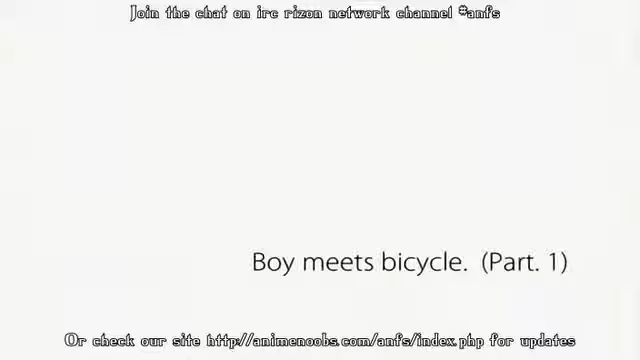 Join the chat on irc rizon network channel #anfs
Boy meets bicycle. (Part. 1)
Or check our site http://animenoobs.com/anfs/index.php for updates